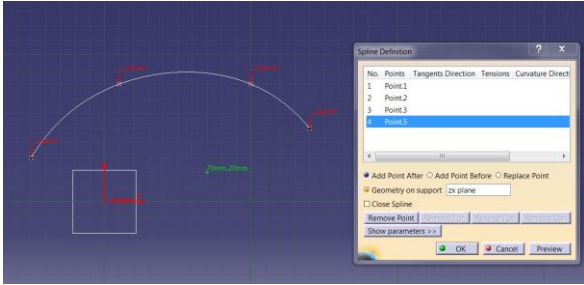 70mm,20mm
Spline Definition
? X
No. Points Tangents Direction Tensions Curvature Directi
1 Point.1
2 Point.2
3 Point.3
4 Point.5
Add Point After Add Point Before Replace Point
Geometry on support zx plane
Close Spline
Remove Point
Show parameters >>
OK Cancel Preview